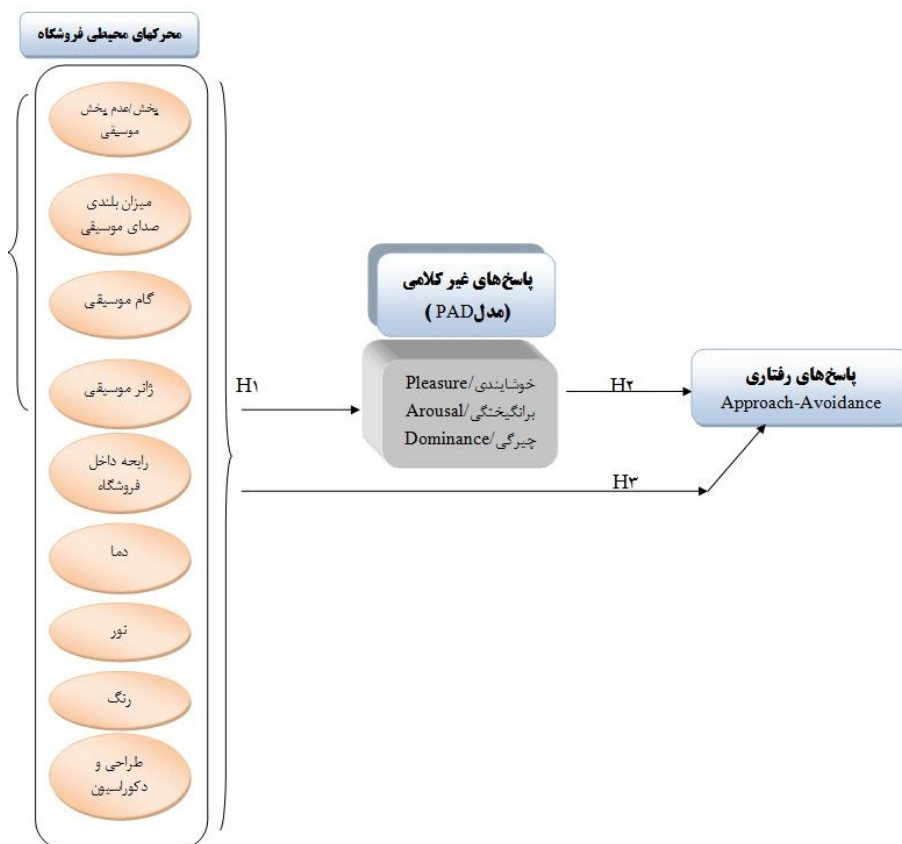 محرکهای محیطی فروشگاه
پخش/عدم پخش
موسیقی
میزان بلندی
صدای موسیقی
گام موسیقی
ژانر موسیقی
رایحه داخل
فروشگاه
دما
نور
رنگ
طراحی و
دکوراسیون
H۱
پاسخ‌های غیر کلامی
(مدل PAD )
خوشایندی/Pleasure
برانگیختگی/Arousal
چیرگی/Dominance
H۲
H۳
پاسخ‌های رفتاری
Approach-Avoidance